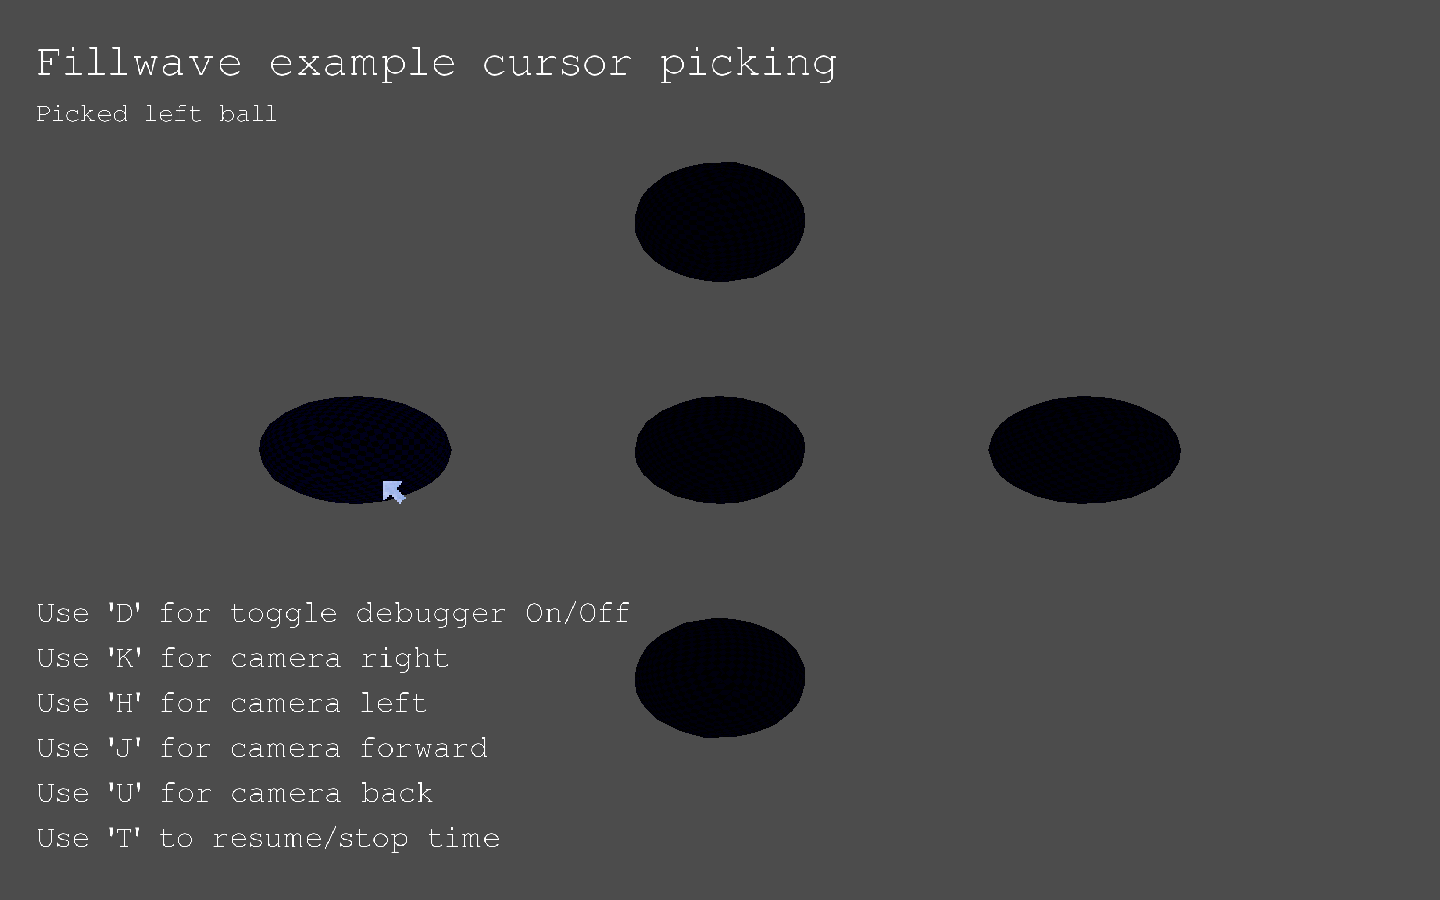 Fillwave example cursor picking
Picked left ball
Use 'D' for toggle debugger On/Off
Use 'K' for camera right
Use 'H' for camera left
Use 'J' for camera forward
Use 'U' for camera back
Use 'T' to resume/stop time